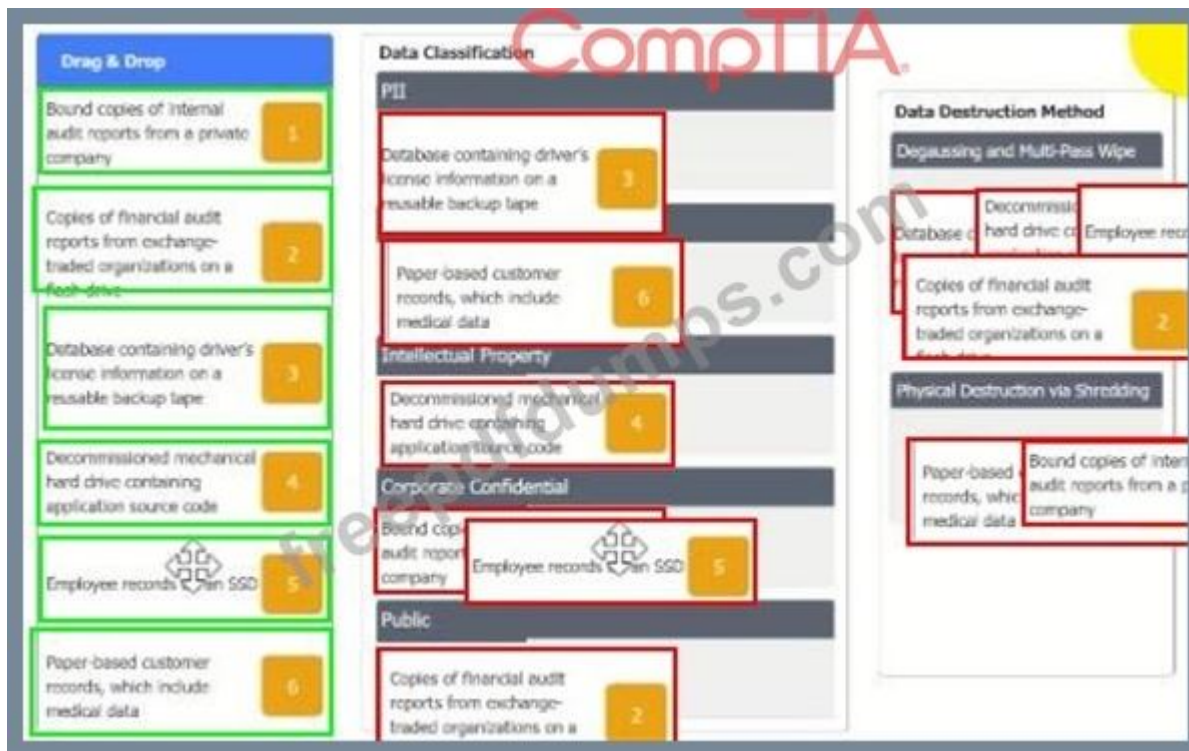 CompTIA
Drag & Drop
Bound copies of internal
audit reports from a private
company
1
Copies of financial audit
reports from exchange-
traded organizations on a
flash drive
2
Database containing driver's
license information on a
reusable backup tape
3
Decommissioned mechanical
hard drive containing
application source code
4
Employee records an SSD
5
Paper-based customer
records, which include
medical data
6
Data Classification
PII
Database containing driver's
license information on a
reusable backup tape
3
Paper-based customer
records, which include
medical data
6
Intellectual Property
Decommissioned mechanical
hard drive containing
application source code
4
Corporate Confidential
Bound copi
audit report
company
Employee records an SSD
5
Public
Copies of financial audit
reports from exchange-
traded organizations on a
2
Data Destruction Method
Degaussing and Multi-Pass Wipe
Database c
Decommissio
hard drive co
Employee reco
Copies of financial audit
reports from exchange-
traded organizations on a
2
Physical Destruction via Shredding
Paper-based
records, whic
medical data
Bound copies of intern
audit reports from a p
company
freepdfdumps.com